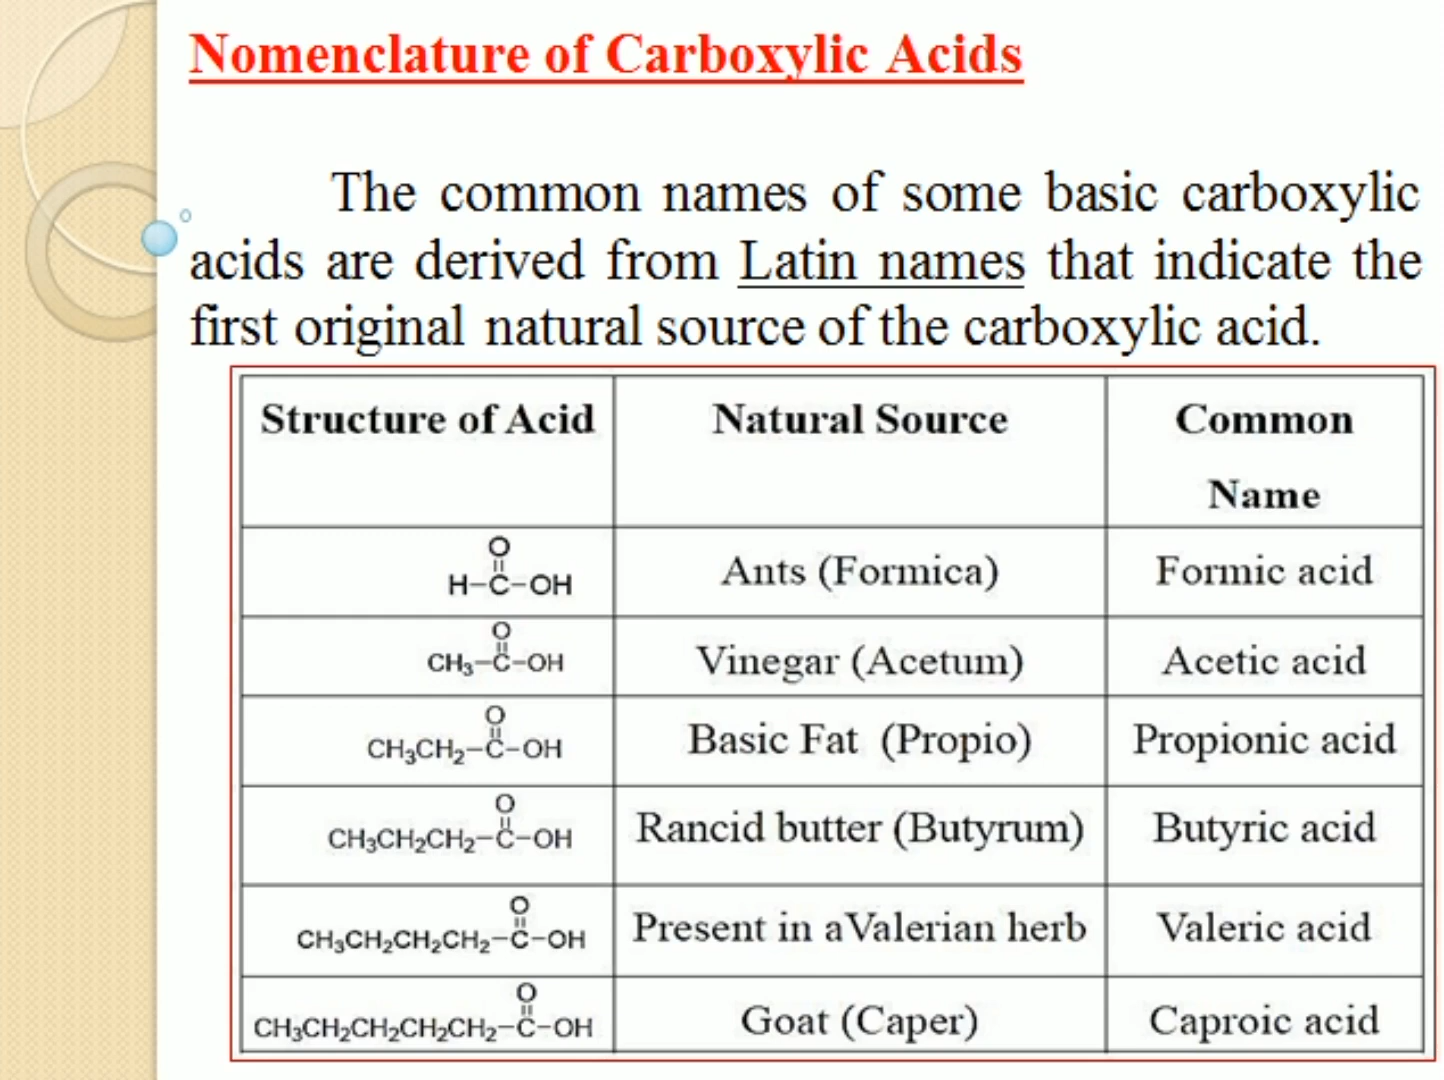 Nomenclature of Carboxylic Acids
The common names of some basic carboxylic
acids are derived from Latin names that indicate the
first original natural source of the carboxylic acid.
Structure of Acid Natural Source Common
Name
O
H–C–OH Ants (Formica) Formic acid
O
CH₃–C–OH Vinegar (Acetum) Acetic acid
O
CH₃CH₂–C–OH Basic Fat (Propio) Propionic acid
O
CH₃CH₂CH₂–C–OH Rancid butter (Butyrum) Butyric acid
O
CH₃CH₂CH₂CH₂–C–OH Present in aValerian herb Valeric acid
O
CH₃CH₂CH₂CH₂CH₂–C–OH Goat (Caper) Caproic acid